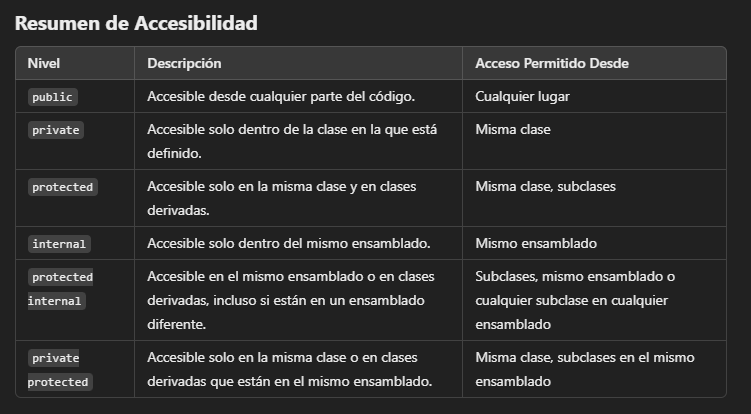 Resumen de Accesibilidad
Nivel Descripción Acceso Permitido Desde
public Accesible desde cualquier parte del código. Cualquier lugar
private Accesible solo dentro de la clase en la que está Misma clase
definido.
protected Accesible solo en la misma clase y en clases Misma clase, subclases
derivadas.
internal Accesible solo dentro del mismo ensamblado. Mismo ensamblado
protected Accesible en el mismo ensamblado o en clases Subclases, mismo ensamblado o
internal derivadas, incluso si están en un ensamblado cualquier subclase en cualquier
diferente. ensamblado
private Accesible solo en la misma clase o en clases Misma clase, subclases en el mismo
protected derivadas que están en el mismo ensamblado. ensamblado